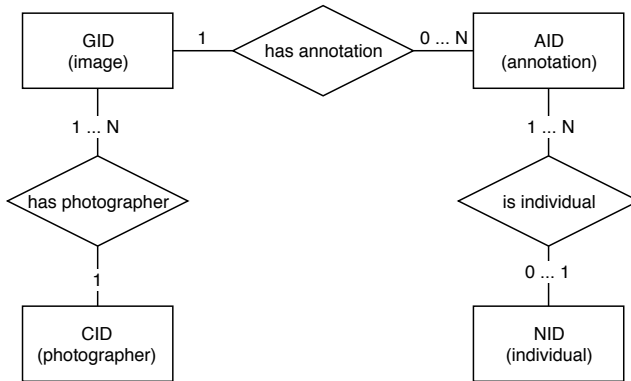 GID
(image)
1
has annotation
0 ... N
AID
(annotation)
1 ... N
1 ... N
has photographer
is individual
1
0 ... 1
CID
(photographer)
NID
(individual)